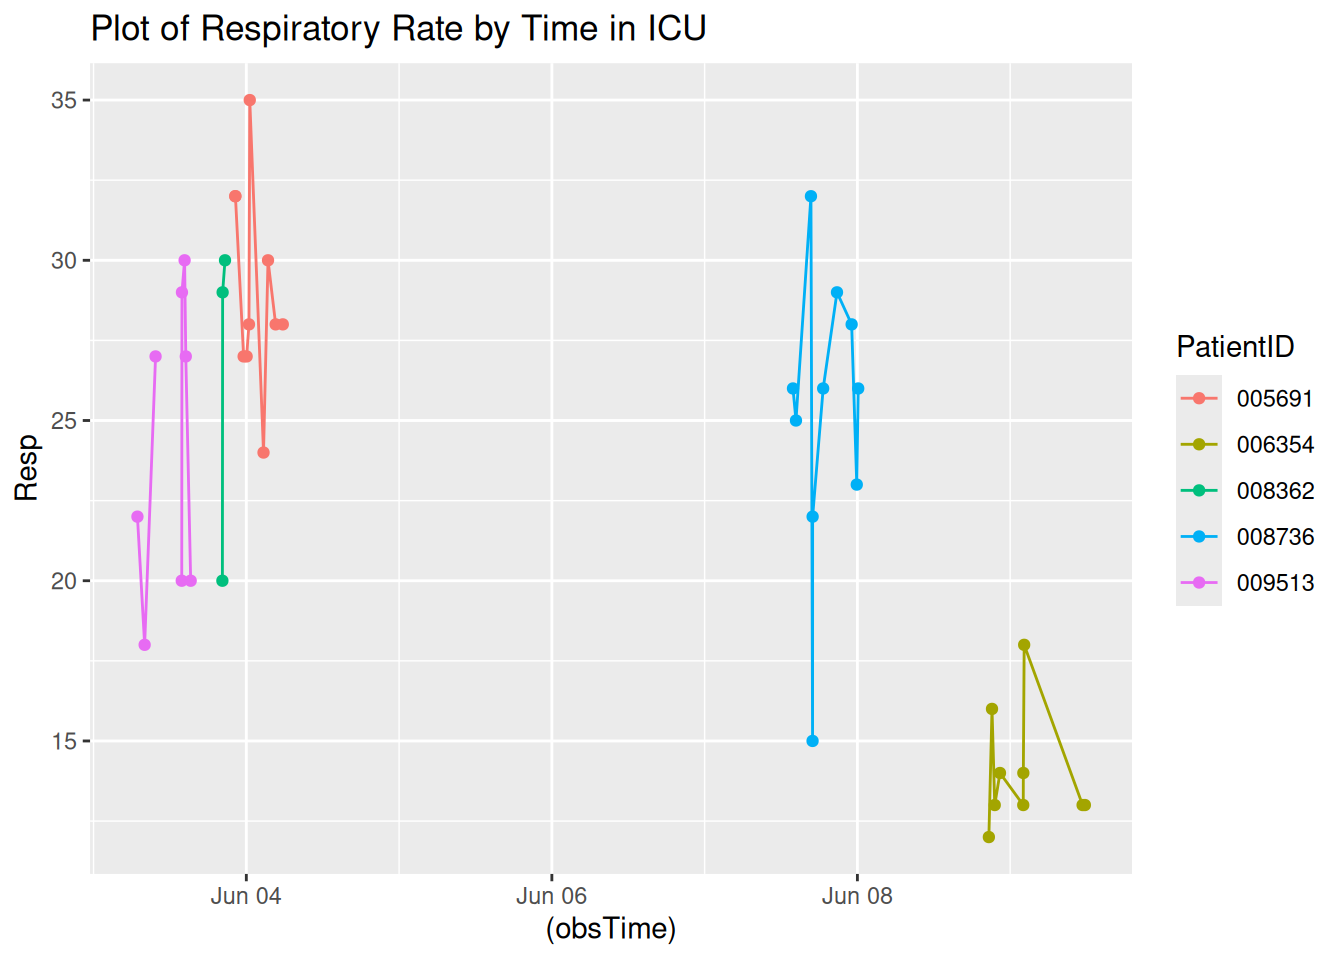 Plot of Respiratory Rate by Time in ICU
35
30
25
20
15
Resp
Jun 04
Jun 06
Jun 08
(obsTime)
PatientID
005691
006354
008362
008736
009513